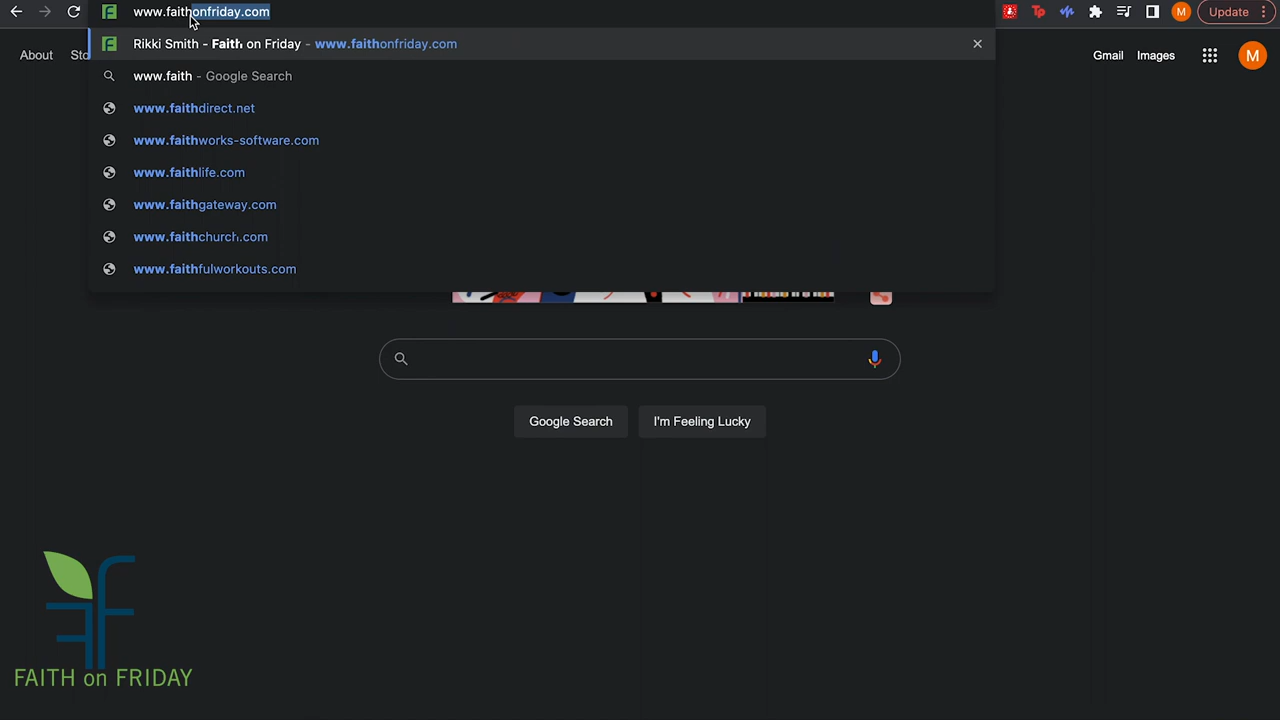 www.faithonfriday.com
Update
Rikki Smith - Faith on Friday - www.faithonfriday.com
About Sto Gmail Images M
www.faith - Google Search
www.faithdirect.net
www.faithworks-software.com
www.faithlife.com
www.faithgateway.com
www.faithchurch.com
www.faithfulworkouts.com
Google Search I'm Feeling Lucky
FAITH on FRIDAY